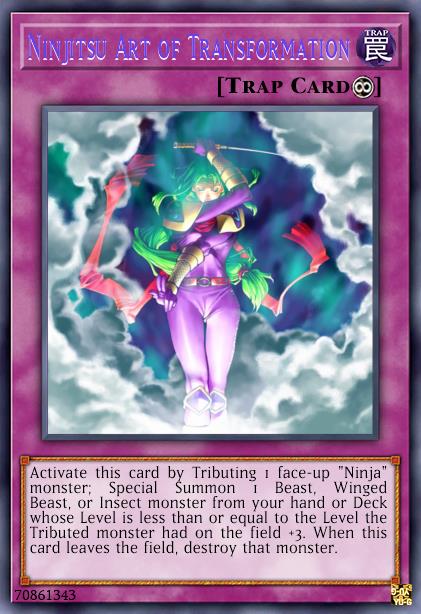 Ninjitsu Art of Transformation
TRAP
罠
[Trap Card]
Activate this card by Tributing 1 face-up "Ninja"
monster; Special Summon 1 Beast, Winged
Beast, or Insect monster from your hand or Deck
whose Level is less than or equal to the Level the
Tributed monster had on the field +3. When this
card leaves the field, destroy that monster.
70861343